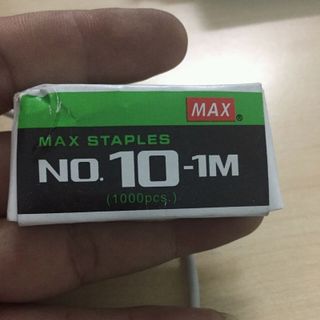 MAX®
MAX STAPLES
NO. 10-1M
(1000pcs.)